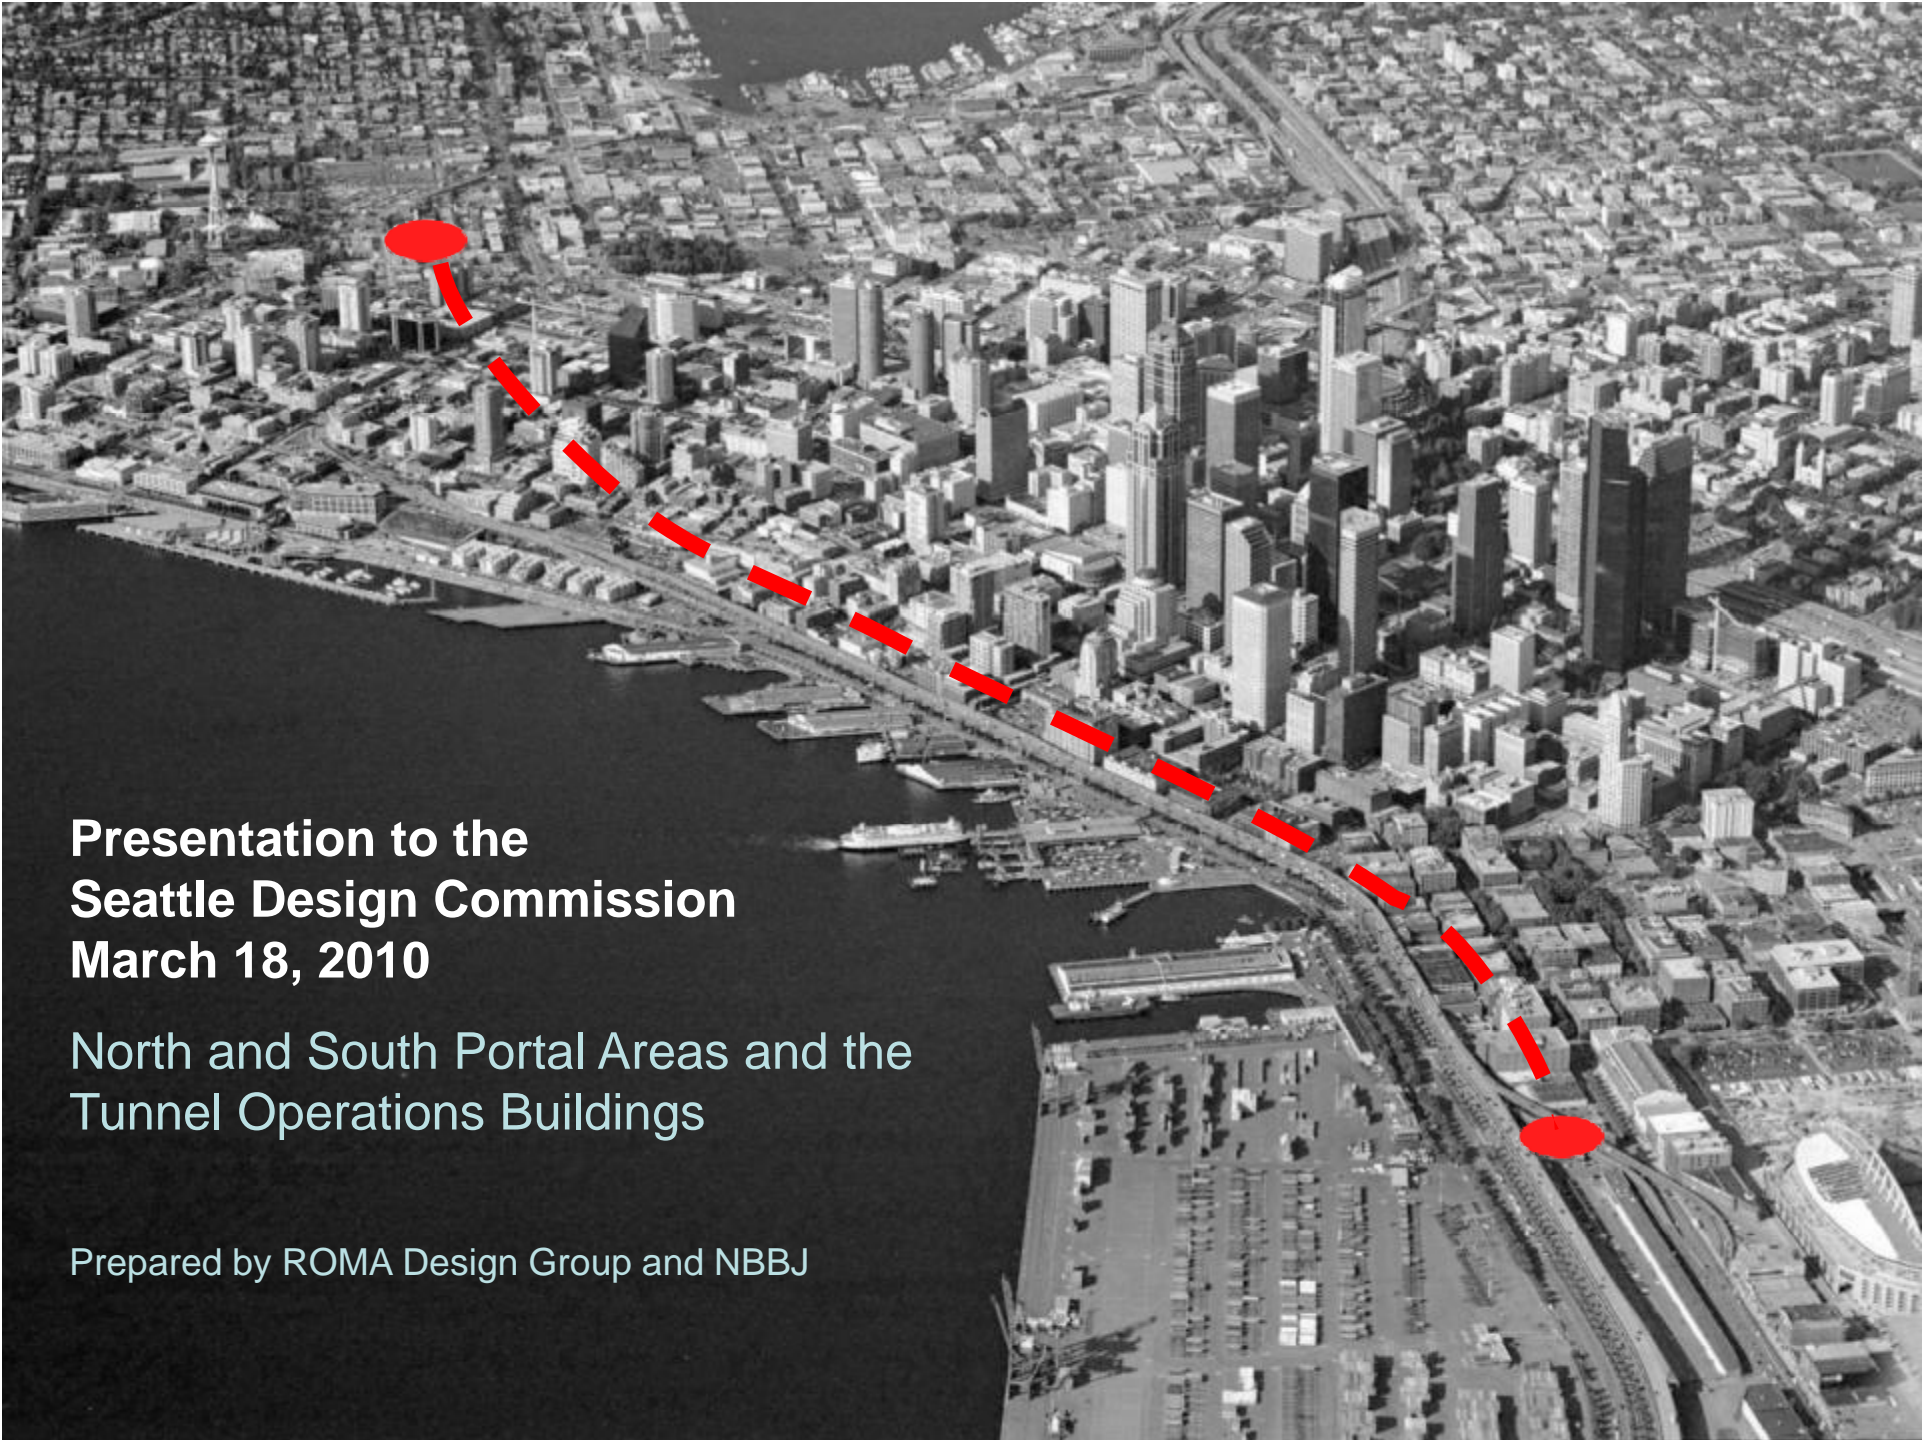 Presentation to the
Seattle Design Commission
March 18, 2010
North and South Portal Areas and the
Tunnel Operations Buildings
Prepared by ROMA Design Group and NBBJ